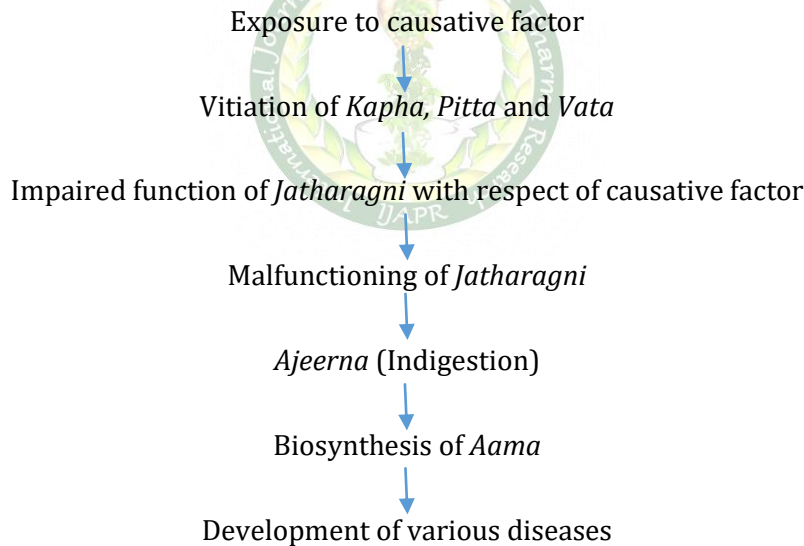 Exposure to causative factor
Vitiation of Kapha, Pitta and Vata
Impaired function of Jatharagni with respect of causative factor
Malfunctioning of Jatharagni
Ajeerna (Indigestion)
Biosynthesis of Aama
Development of various diseases
IJAPR